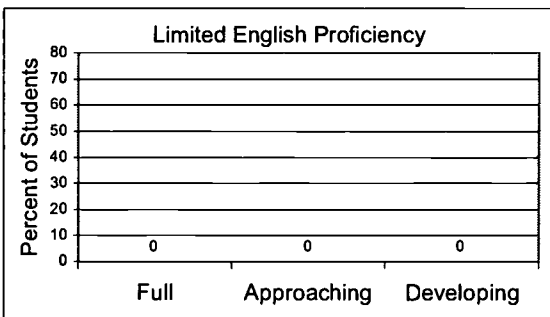 Limited English Proficiency
Percent of Students
80
70
60
50
40
30
20
10
0
0 0 0
Full Approaching Developing